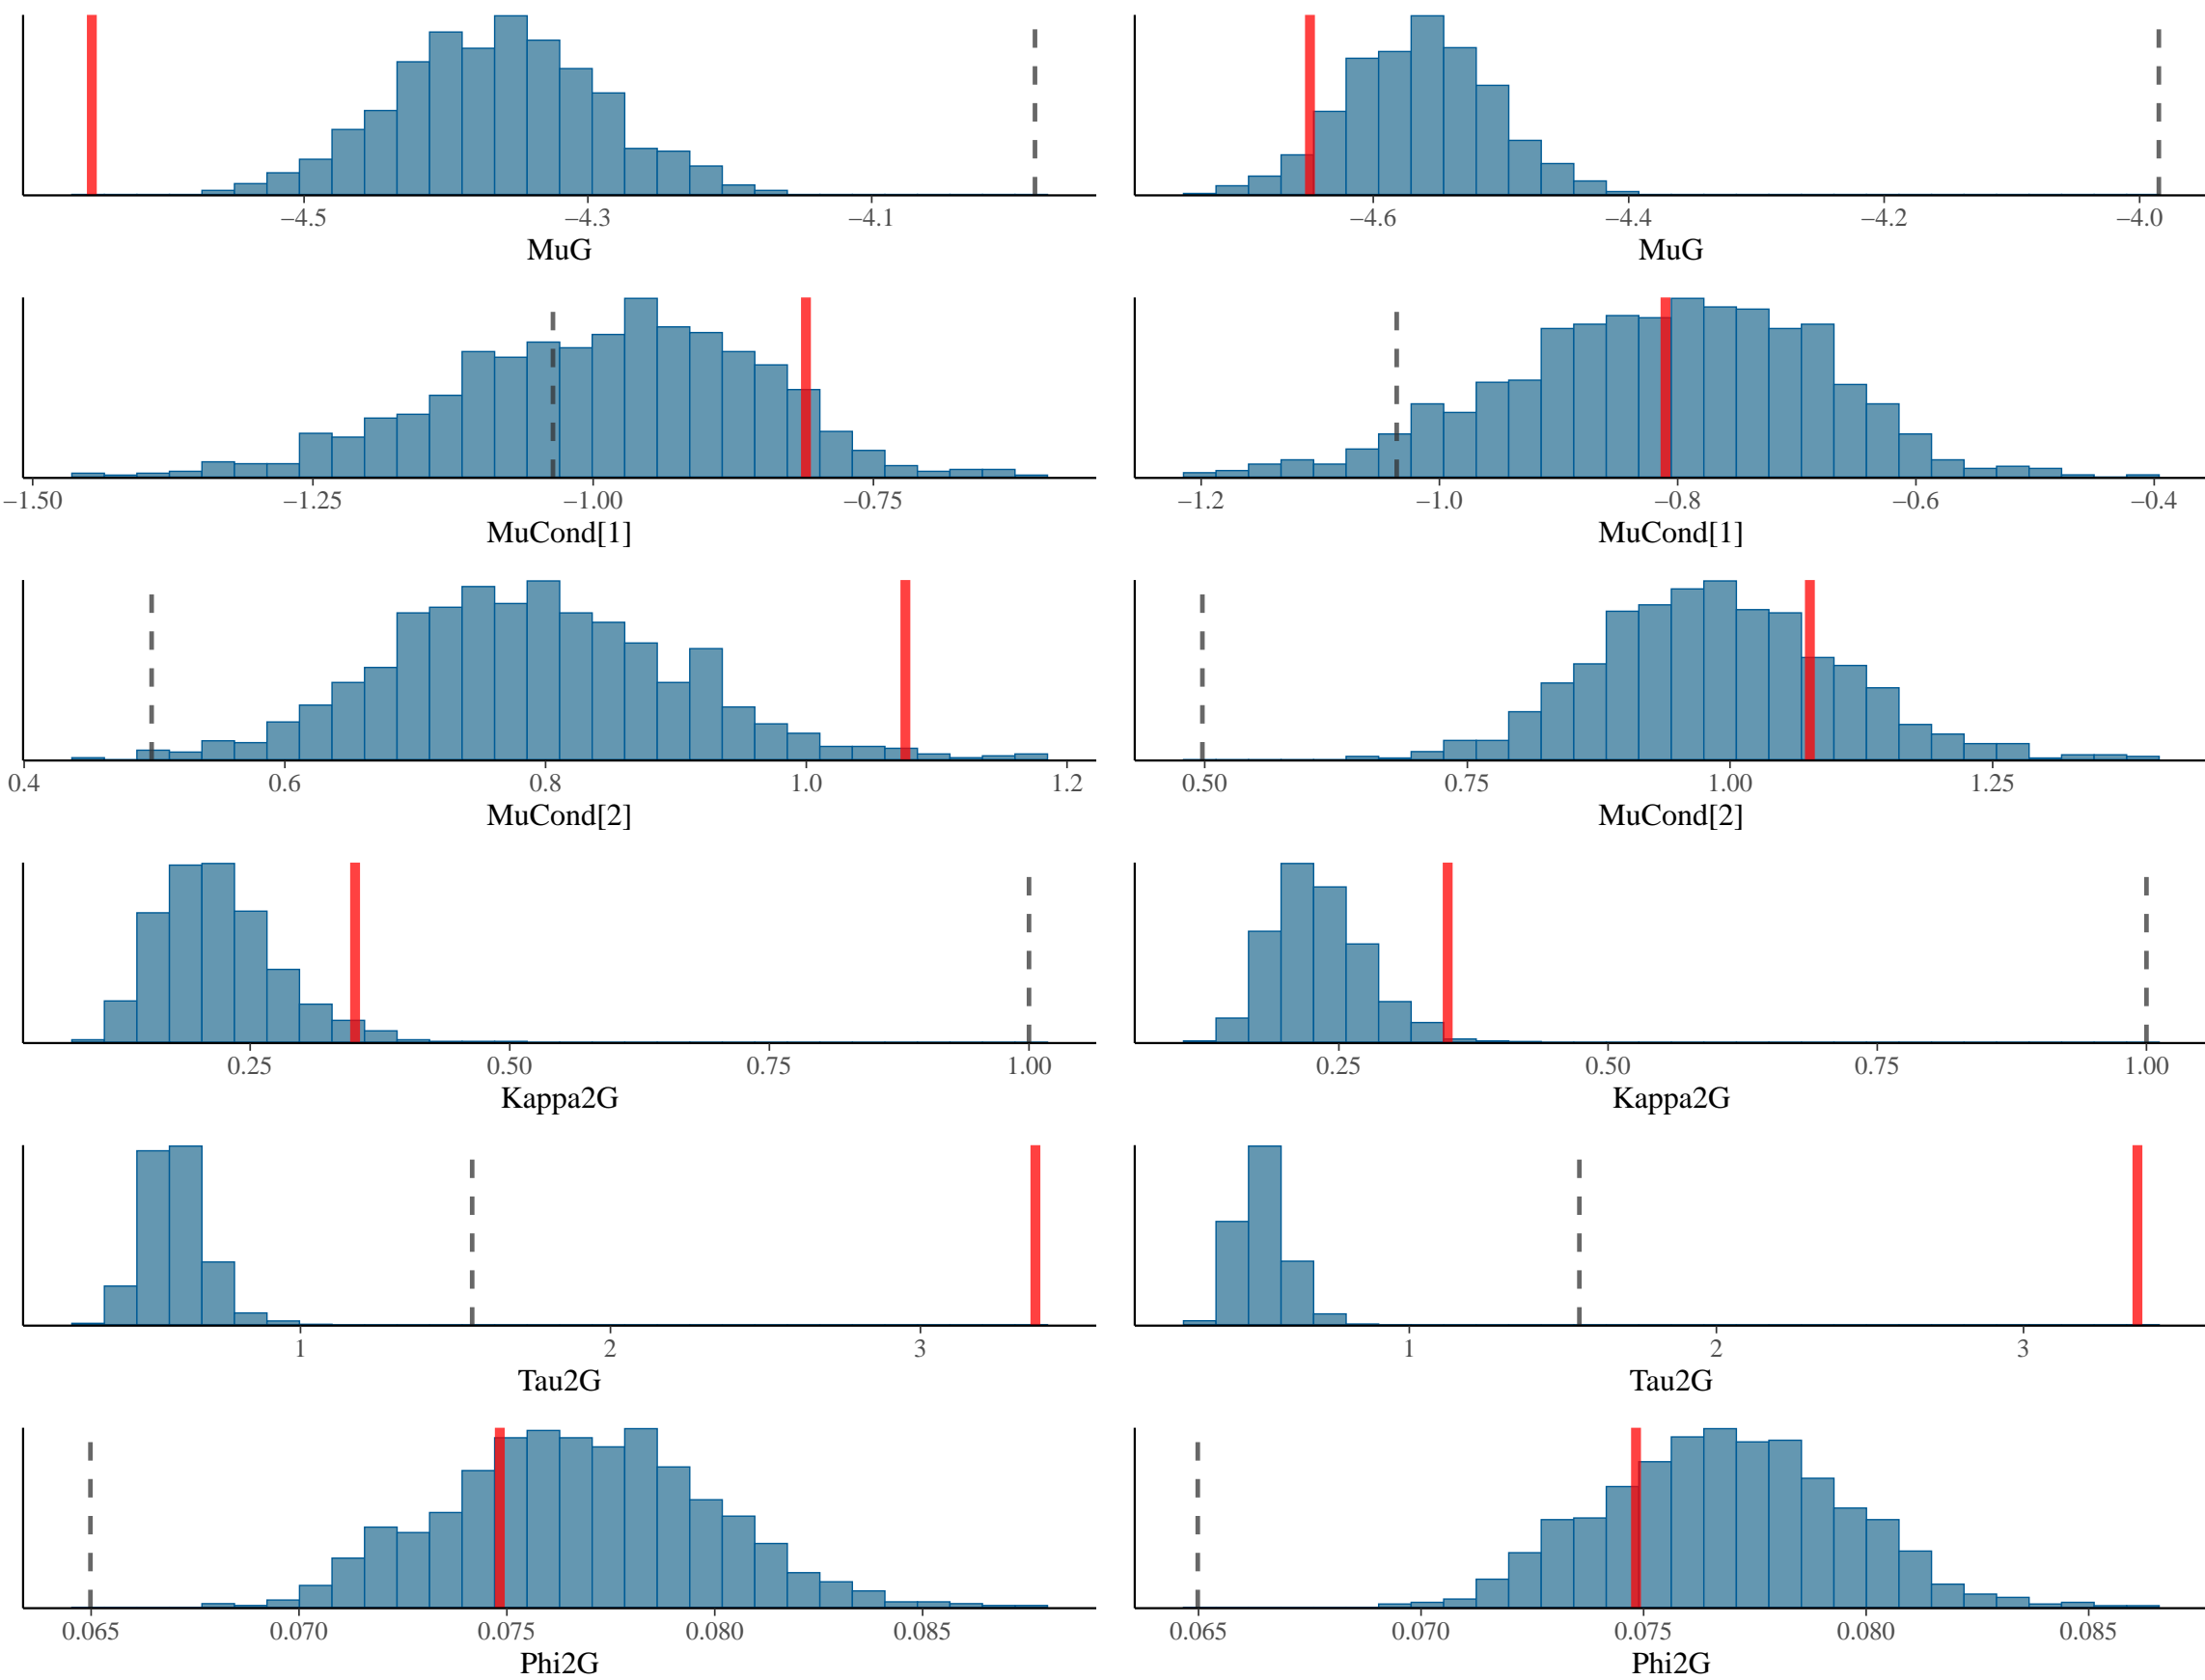 −4.5 −4.3 −4.1
MuG
−4.6 −4.4 −4.2 −4.0
MuG
−1.50 −1.25 −1.00 −0.75
MuCond[1]
−1.2 −1.0 −0.8 −0.6 −0.4
MuCond[1]
0.4 0.6 0.8 1.0 1.2
MuCond[2]
0.50 0.75 1.00 1.25
MuCond[2]
0.25 0.50 0.75 1.00
Kappa2G
0.25 0.50 0.75 1.00
Kappa2G
1 2 3
Tau2G
1 2 3
Tau2G
0.065 0.070 0.075 0.080 0.085
Phi2G
0.065 0.070 0.075 0.080 0.085
Phi2G